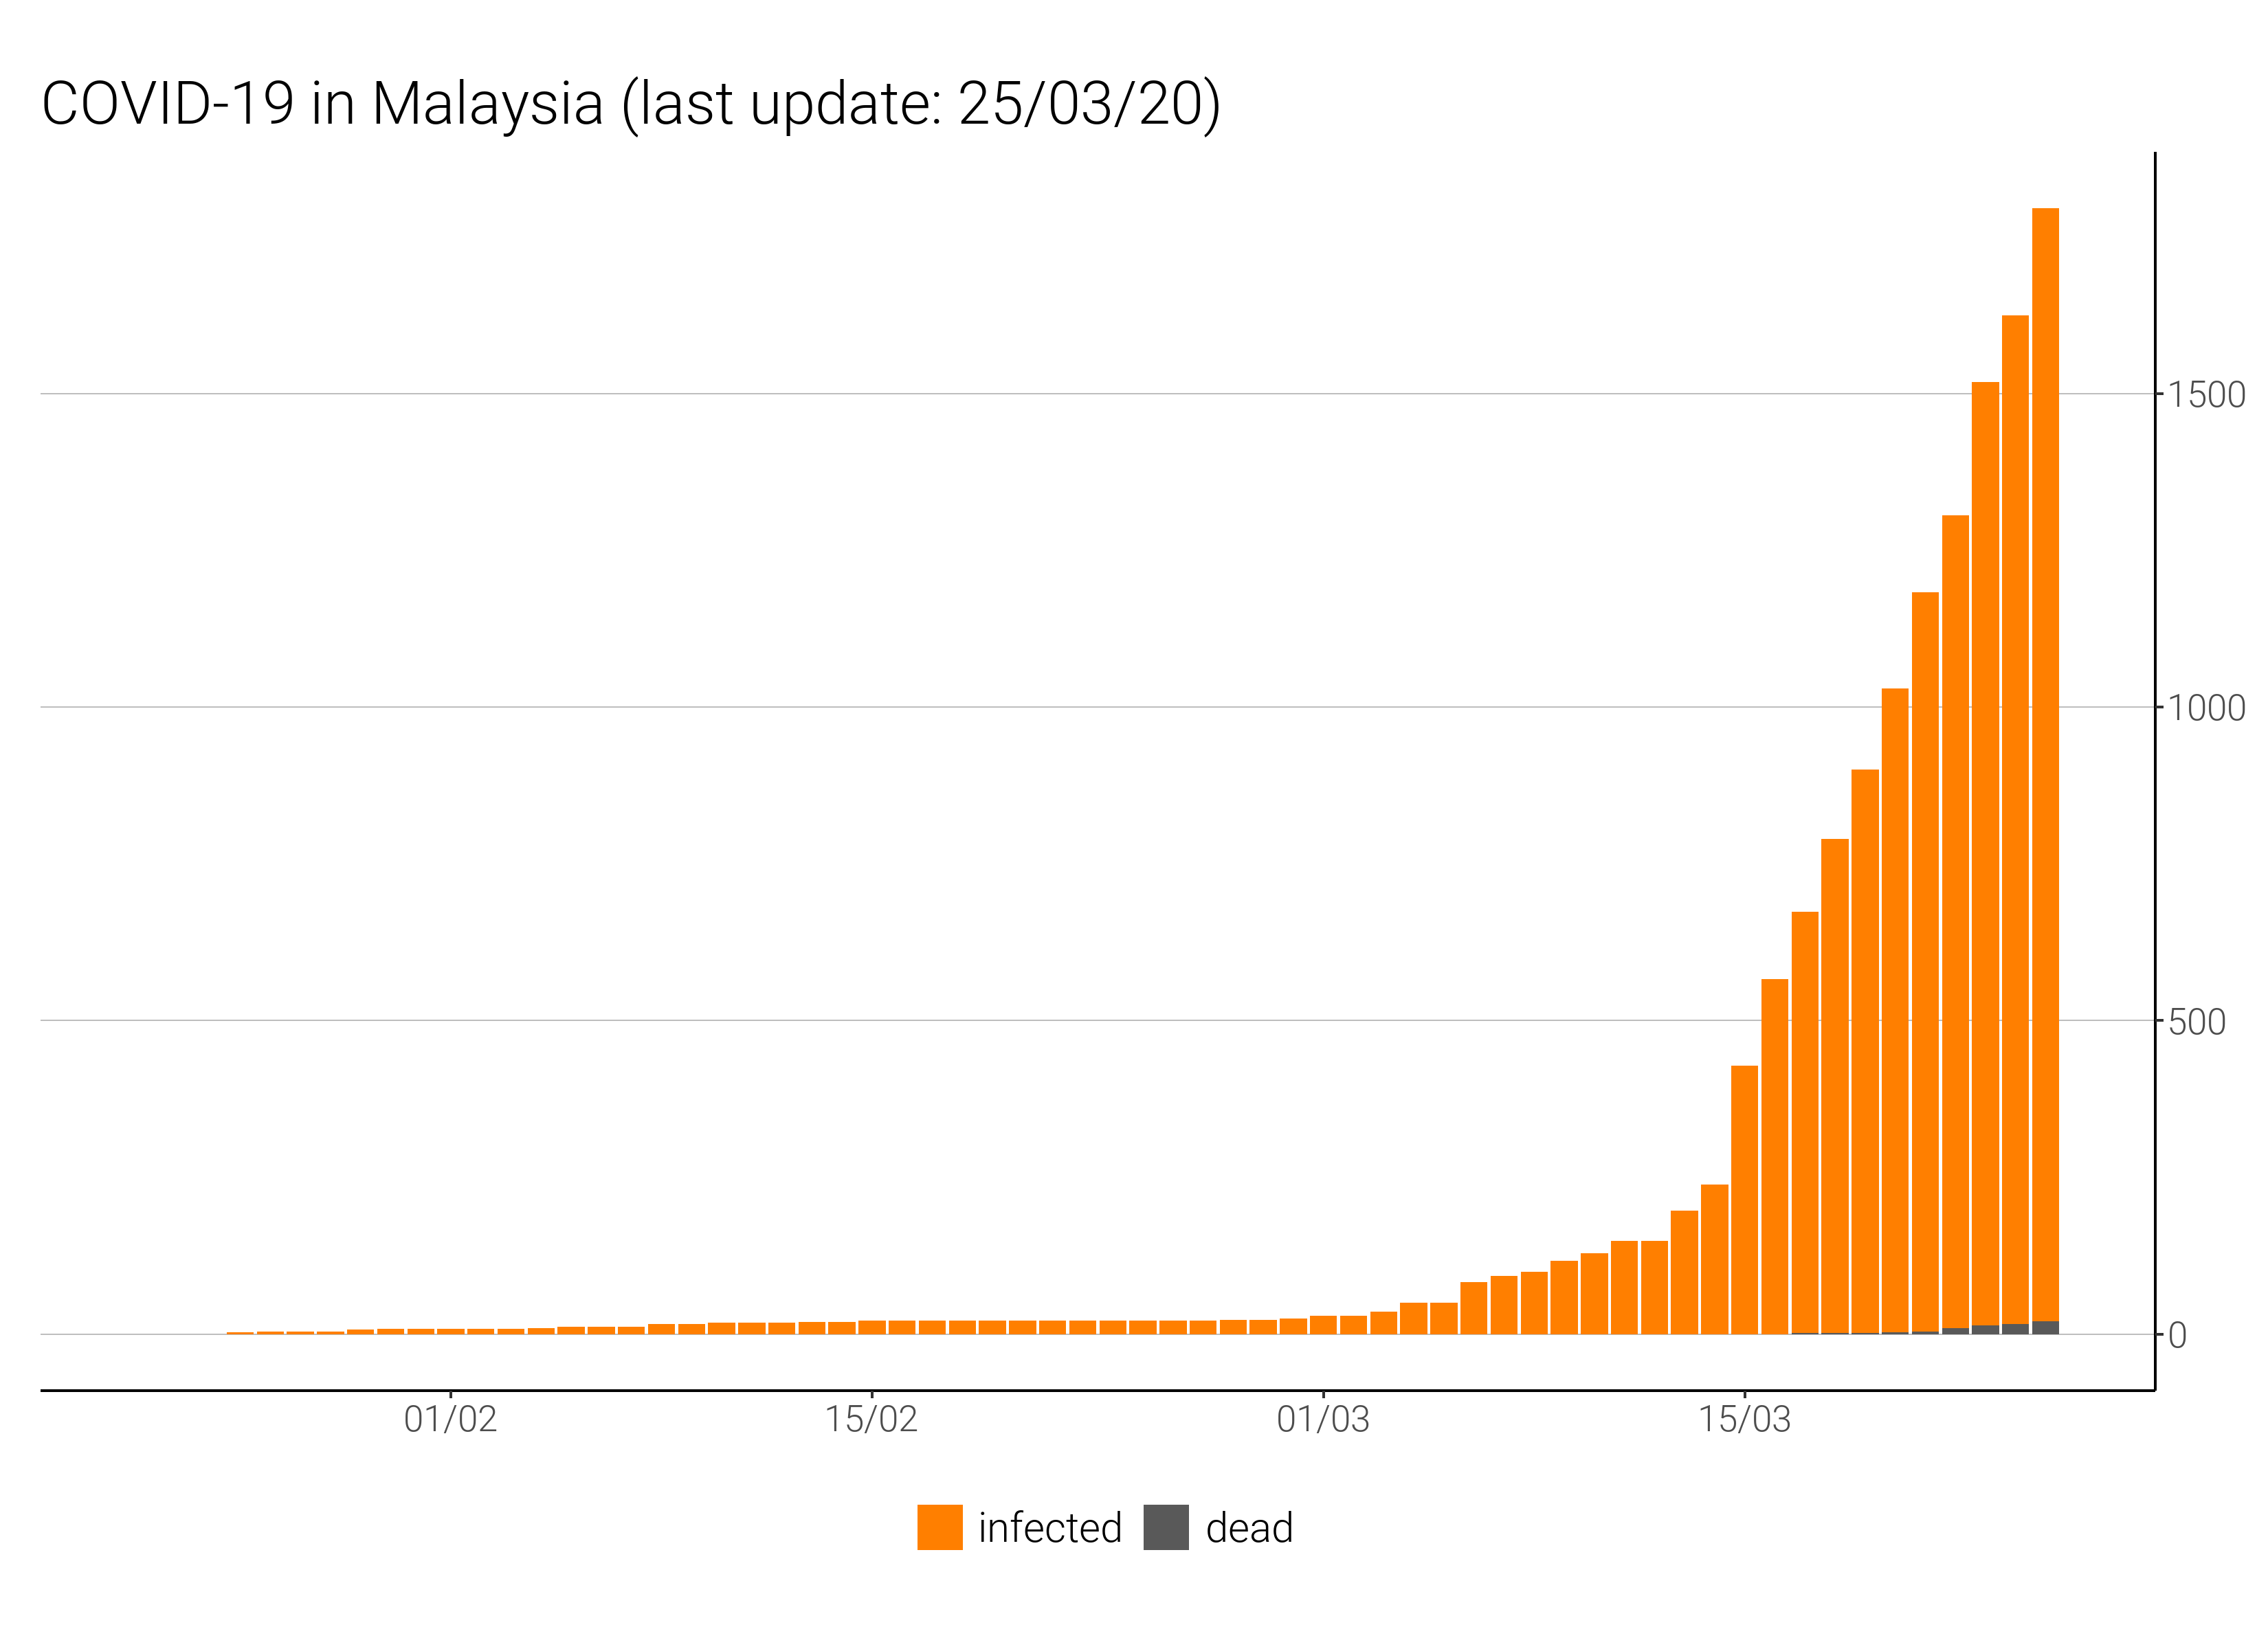 COVID-19 in Malaysia (last update: 25/03/20)
1500
1000
500
0
01/02 15/02 01/03 15/03
infected dead